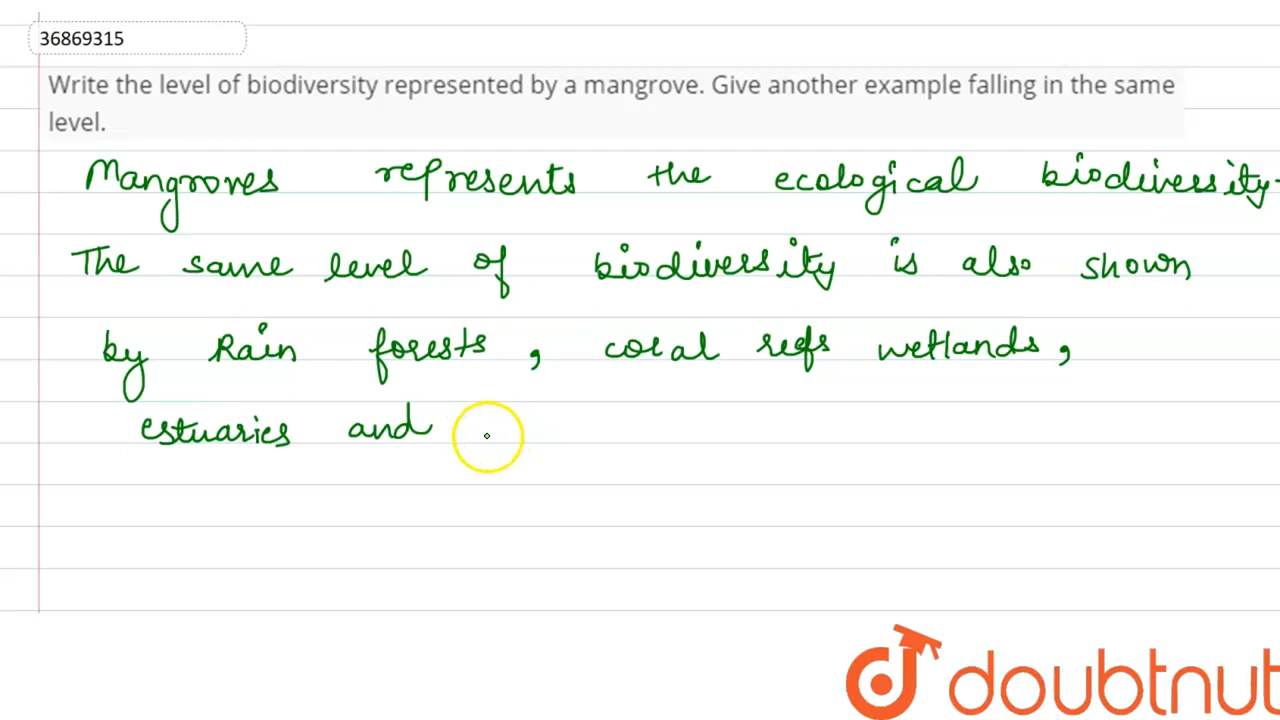 36869315
Write the level of biodiversity represented by a mangrove. Give another example falling in the same
level.
Mangroves represents the ecological biodiversity.
The same level of biodiversity is also shown
by Rain forests, coral refs wetlands,
estuaries and
doubtnut